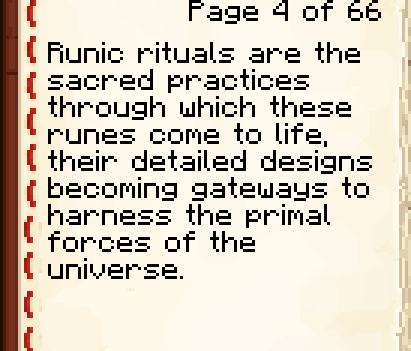 Page 4 of 66
Runic rituals are the
sacred practices
through which these
runes come to life,
their detailed designs
becoming gateways to
harness the primal
forces of the
universe.